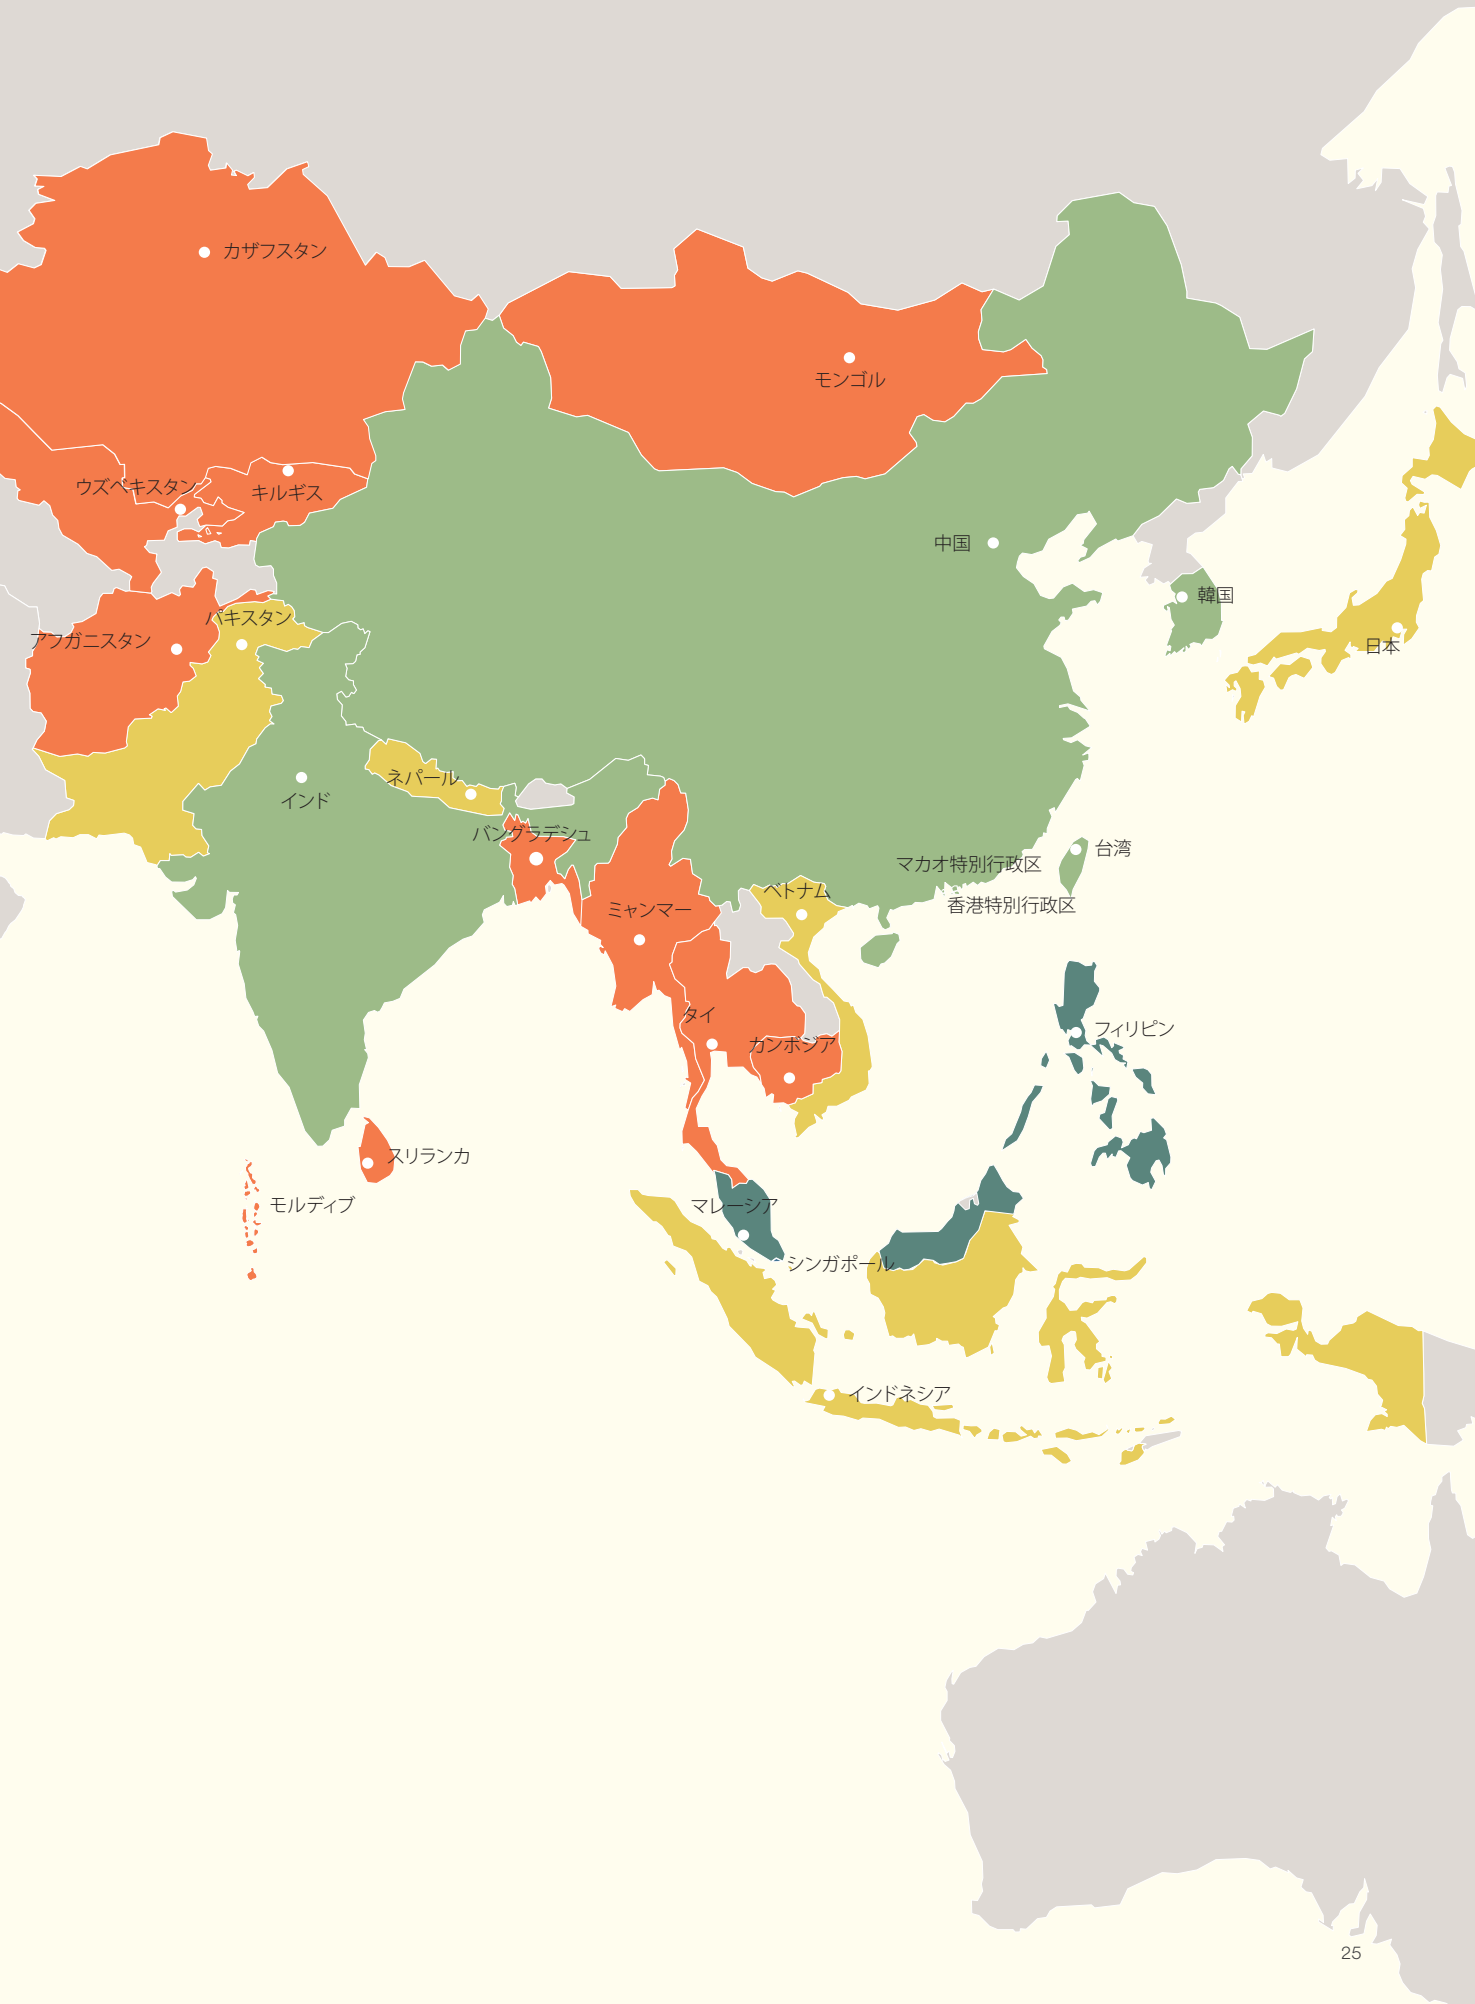 カザフスタン
モンゴル
ウズベキスタン
キルギス
中国
韓国
パキスタン
アフガニスタン
日本
ネパール
インド
バングラデシュ
台湾
マカオ特別行政区
ベトナム
香港特別行政区
ミャンマー
タイ
フィリピン
カンボジア
スリランカ
モルディブ
マレーシア
シンガポール
インドネシア
25